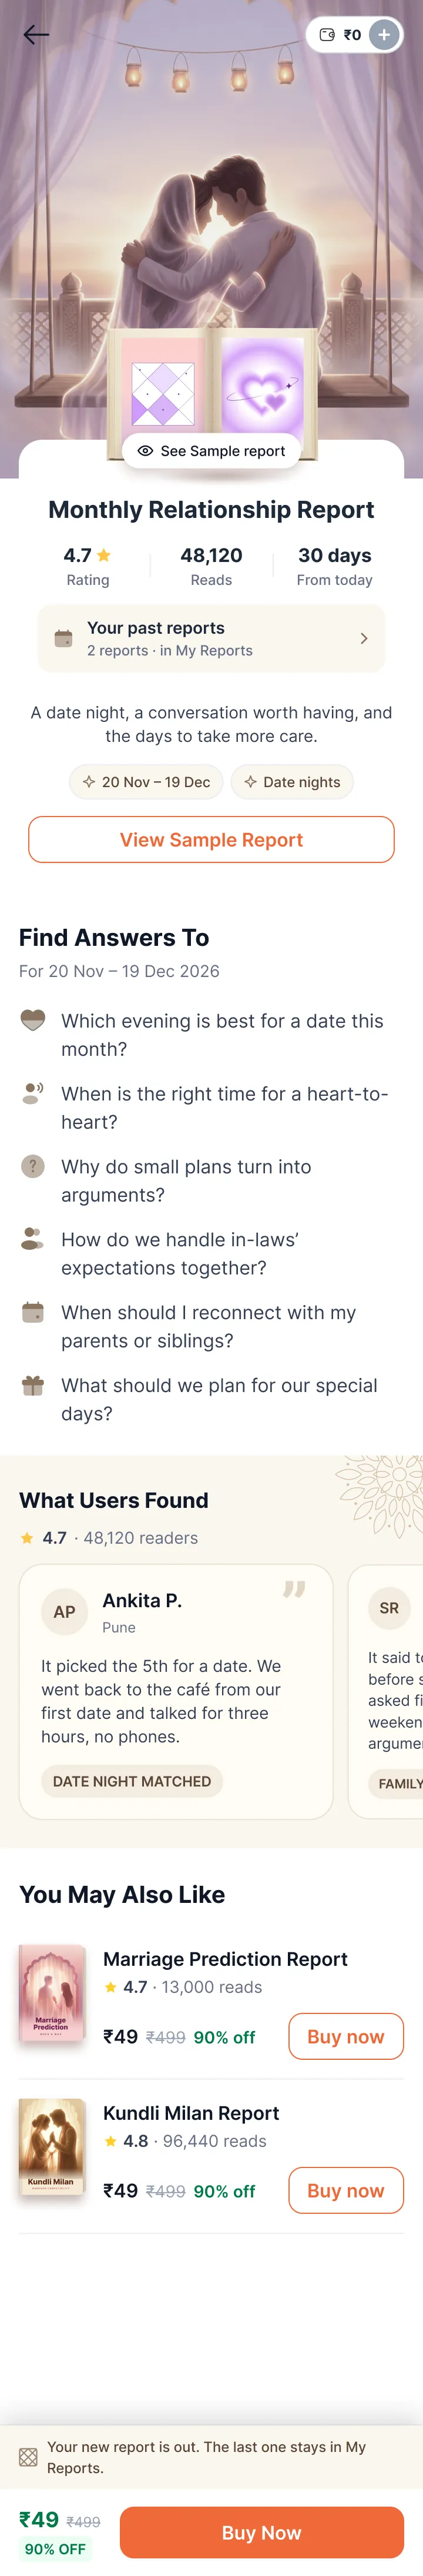 ₹0
See Sample report
Monthly Relationship Report
4.7
48,120
30 days
Rating
Reads
From today
Your past reports
2 reports · in My Reports
A date night, a conversation worth having, and
the days to take more care.
20 Nov – 19 Dec
Date nights
View Sample Report
Find Answers To
For 20 Nov – 19 Dec 2026
Which evening is best for a date this
month?
When is the right time for a heart-to-
heart?
?
Why do small plans turn into
arguments?
How do we handle in-laws’
expectations together?
When should I reconnect with my
parents or siblings?
What should we plan for our special
days?
What Users Found
4.7 · 48,120 readers
AP
Ankita P.
Pune
It picked the 5th for a date. We
went back to the café from our
first date and talked for three
hours, no phones.
DATE NIGHT MATCHED
SR
It said
before
asked
FAMILY
You May Also Like
Marriage
Prediction
Marriage Prediction Report
4.7 · 13,000 reads
₹49 ₹499 90% off
Buy now
Kundli Milan
Kundli Milan Report
4.8 · 96,440 reads
₹49 ₹499 90% off
Buy now
Your new report is out. The last one stays in My
Reports.
₹49 ₹499
90% OFF
Buy Now